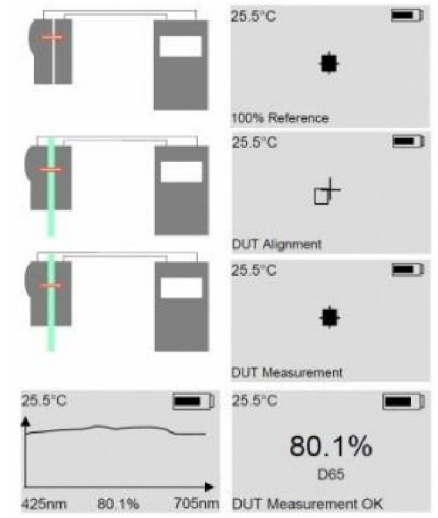 25.5°C
100% Reference
25.5°C
DUT Alignment
25.5°C
DUT Measurement
25.5°C
425nm 80.1% 705nm
25.5°C
80.1%
D65
DUT Measurement OK